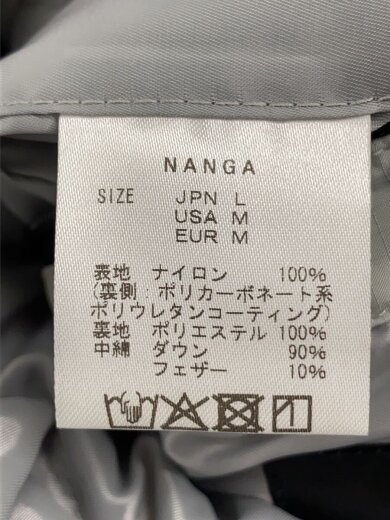 NANGA
SIZE JPN L
USA M
EUR M
表地 ナイロン 100%
(裏側:ポリカーボネート系
ポリウレタンコーティング)
裏地 ポリエステル 100%
中綿 ダウン 90%
フェザー 10%